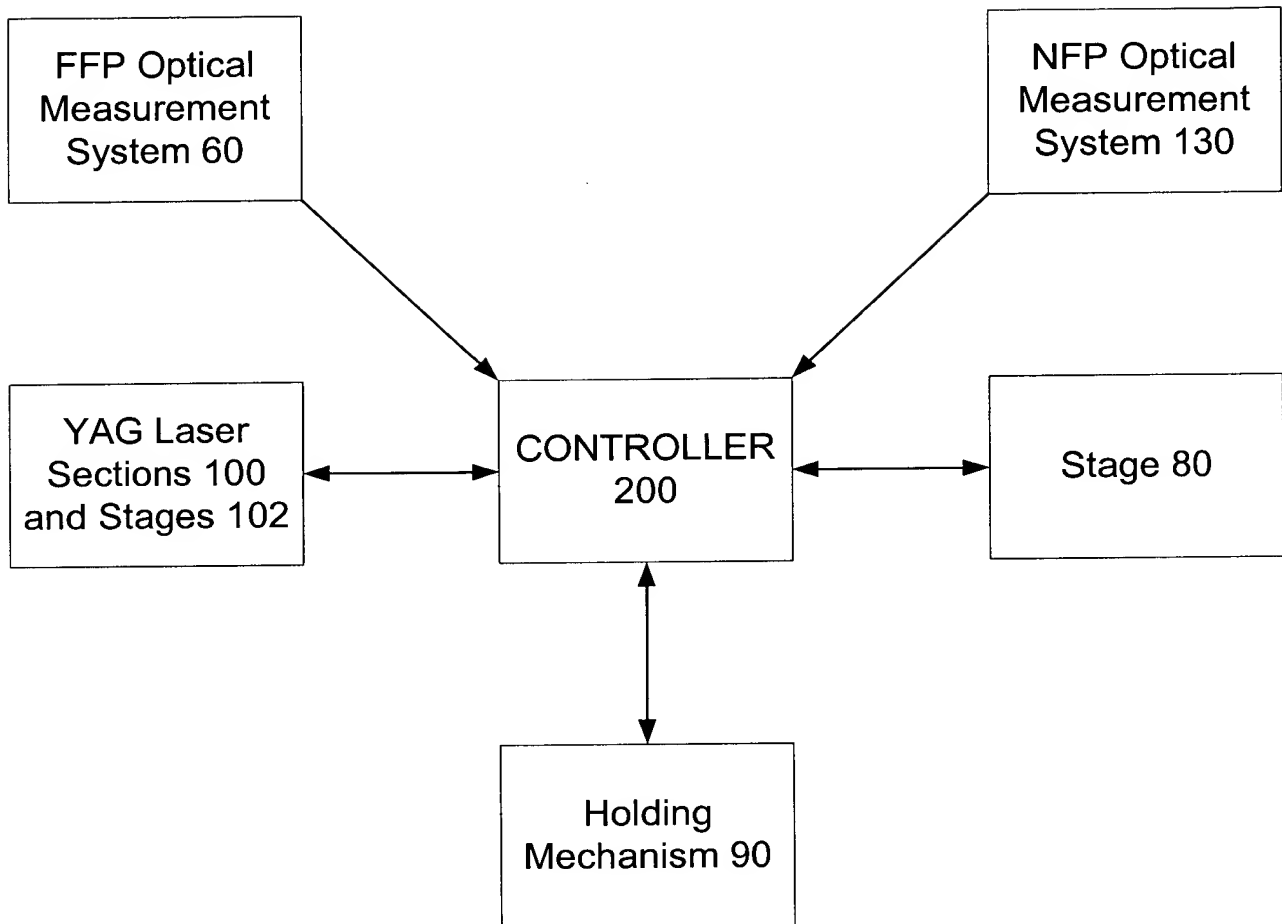 FFP Optical
Measurement
System 60
NFP Optical
Measurement
System 130
YAG Laser
Sections 100
and Stages 102
CONTROLLER
200
Stage 80
Holding
Mechanism 90